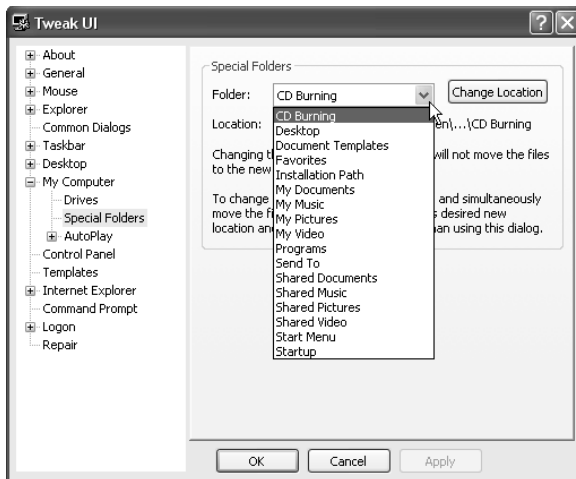 Tweak UI
About
General
Mouse
Explorer
Common Dialogs
Taskbar
Desktop
My Computer
Drives
Special Folders
AutoPlay
Control Panel
Templates
Internet Explorer
Command Prompt
Logon
Repair
Special Folders
Folder: CD Burning
Change Location
Location: \...\CD Burning
Changing will not move the files
to the new
To change and simultaneously
move the desired new
location using this dialog.
CD Burning
Desktop
Document Templates
Favorites
Installation Path
My Documents
My Music
My Pictures
My Video
Programs
Send To
Shared Documents
Shared Music
Shared Pictures
Shared Video
Start Menu
Startup
OK Cancel Apply